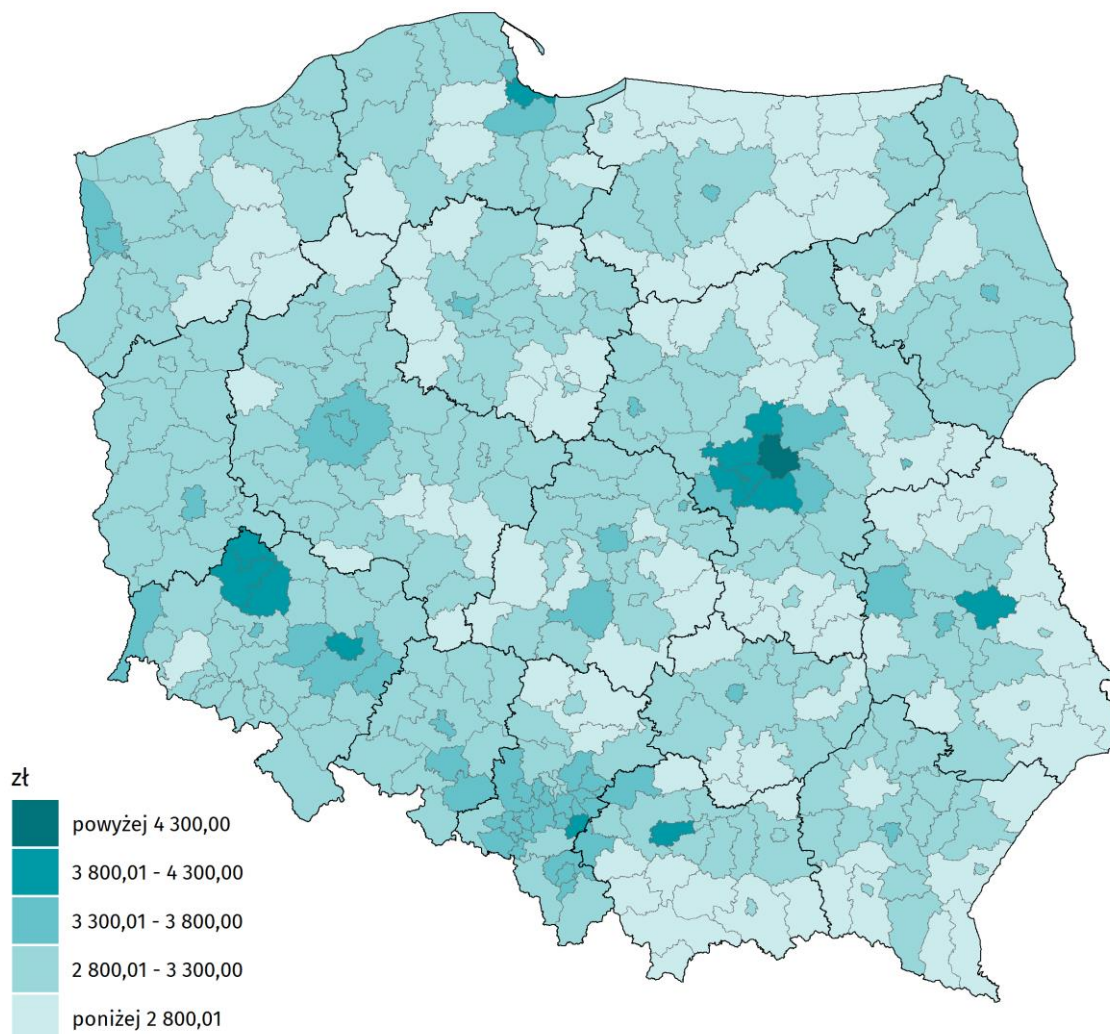 zł
powyżej 4 300,00
3 800,01 - 4 300,00
3 300,01 - 3 800,00
2 800,01 - 3 300,00
poniżej 2 800,01